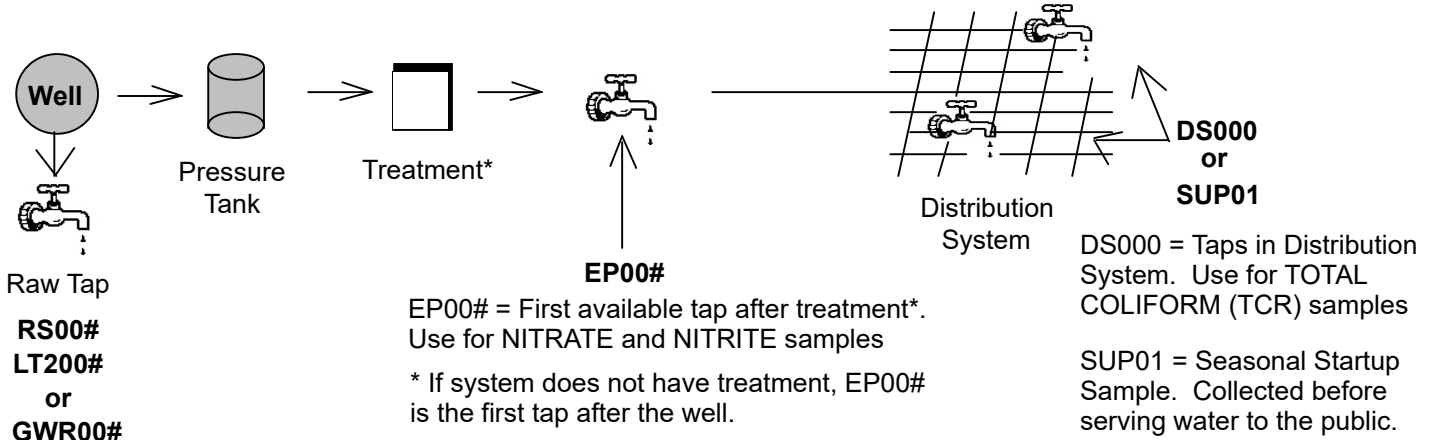 Well
Raw Tap
RS00#
LT200#
or
GWR00#
Pressure
Tank
Treatment*
EP00#
EP00# = First available tap after treatment*.
Use for NITRATE and NITRITE samples
* If system does not have treatment, EP00#
is the first tap after the well.
Distribution
System
DS000
or
SUP01
DS000 = Taps in Distribution
System. Use for TOTAL
COLIFORM (TCR) samples
SUP01 = Seasonal Startup
Sample. Collected before
serving water to the public.